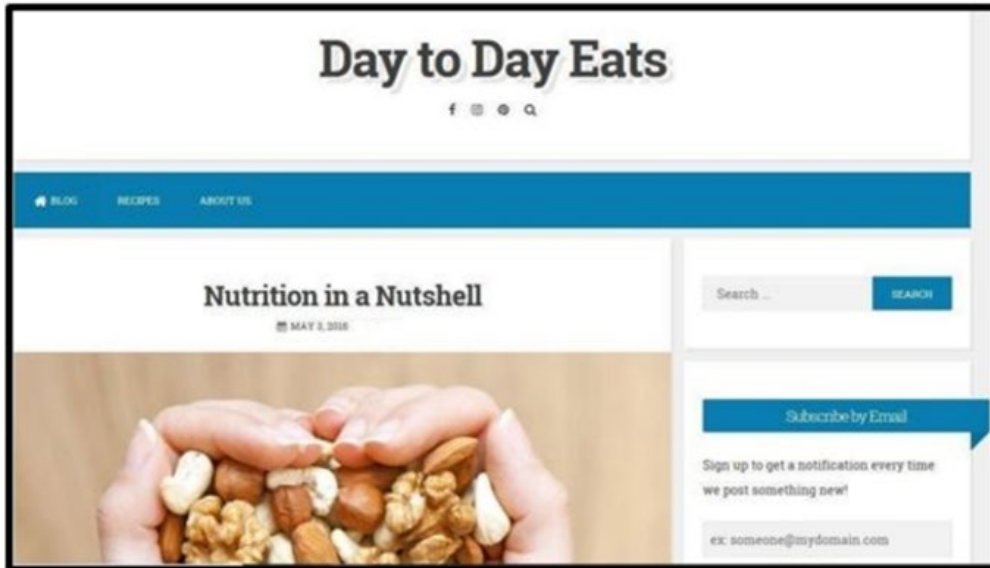 Day to Day Eats
BLOG RECIPES ABOUT US
Nutrition in a Nutshell
MAY 3, 2016
Search ...
SEARCH
Subscribe by Email
Sign up to get a notification every time
we post something new!
ex: someone@mydomain.com